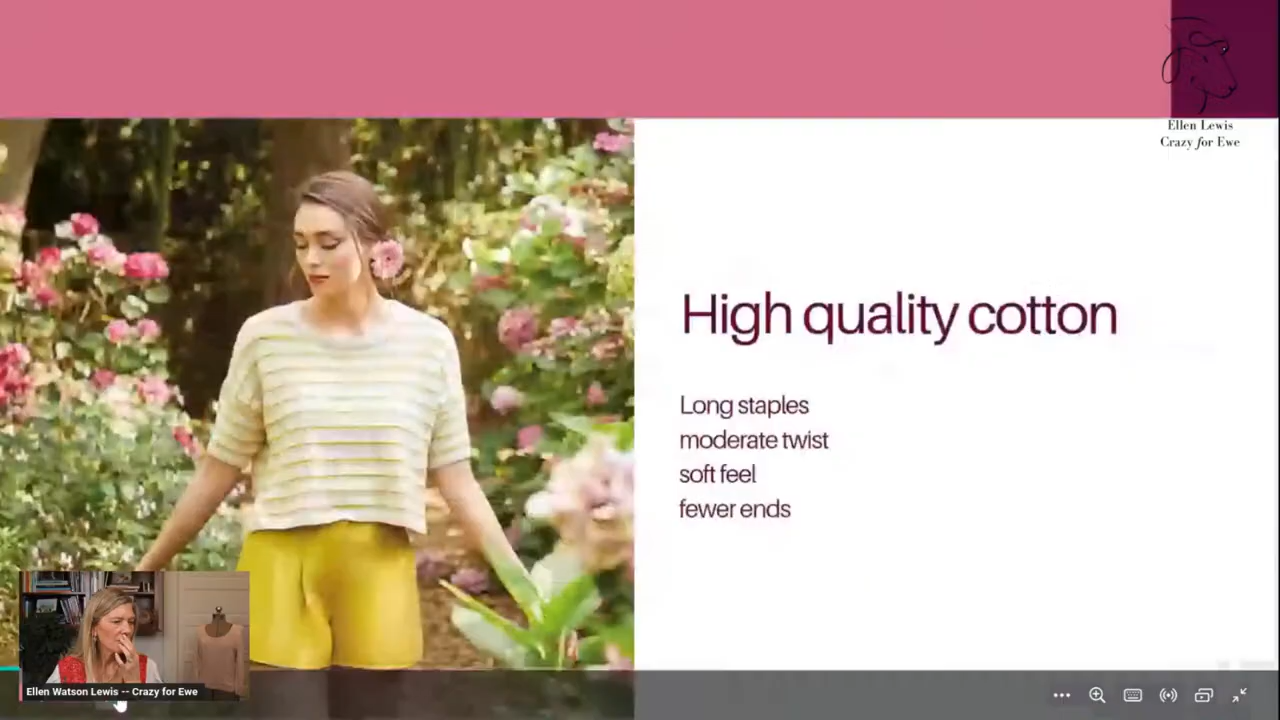 Ellen Lewis
Crazy for Ewe
High quality cotton
Long staples
moderate twist
soft feel
fewer ends
Ellen Watson Lewis -- Crazy for Ewe